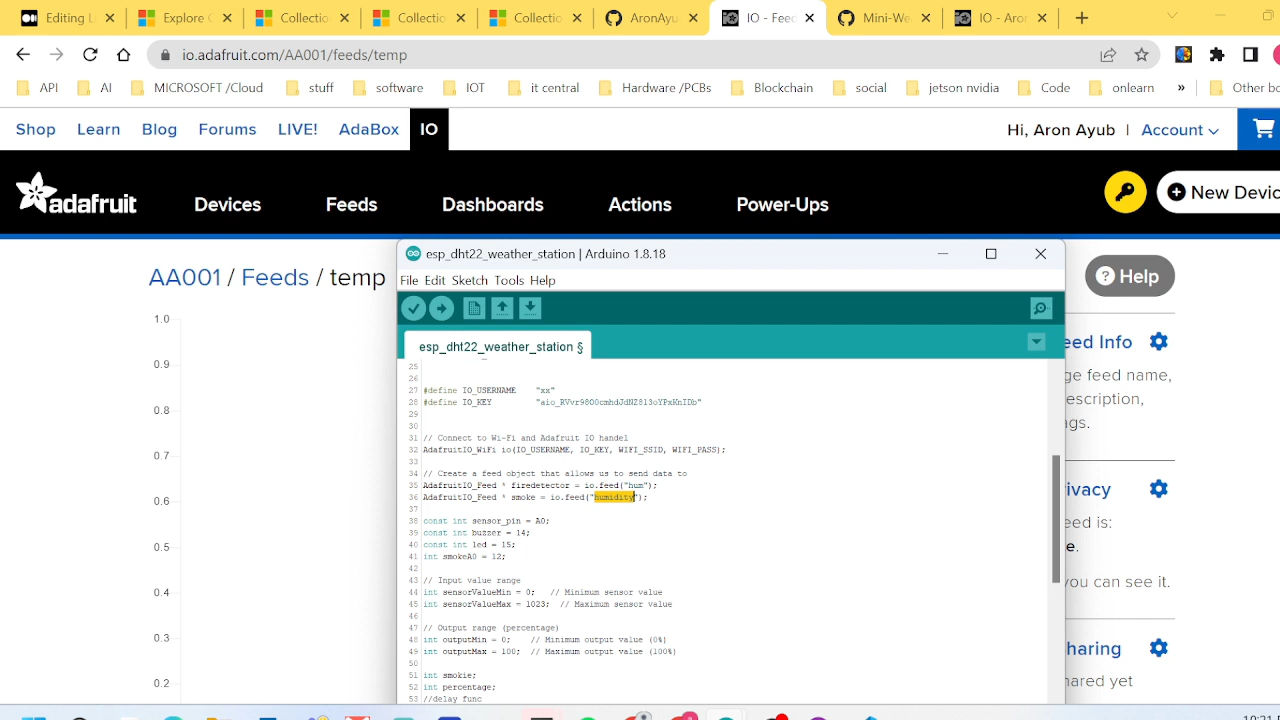 Editing L
Explore C
Collection
Collection
Collection
AronAyu
IO - Feed
Mini-We
IO - Aron
io.adafruit.com/AA001/feeds/temp
API AI MICROSOFT /Cloud stuff software IOT it central Hardware /PCBs Blockchain social jetson nvidia Code onlearn » Other bo
Shop Learn Blog Forums LIVE! AdaBox IO Hi, Aron Ayub | Account
adafruit Devices Feeds Dashboards Actions Power-Ups New Devic
AA001 / Feeds / temp
Help
esp_dht22_weather_station | Arduino 1.8.18
File Edit Sketch Tools Help
esp_dht22_weather_station §
25
26
27 #define IO_USERNAME "xx"
28 #define IO_KEY
29
30
31 // Connect to Wi-Fi and Adafruit IO handel
32 AdafruitIO_WiFi io(IO_USERNAME, IO_KEY, WIFI_SSID, WIFI_PASS);
33
34 // Create a feed object that allows us to send data to
35 AdafruitIO_Feed * firedetector = io.feed("hum");
36 AdafruitIO_Feed * smoke = io.feed("humidity");
37
38 const int sensor_pin = A0;
39 const int buzzer = 14;
40 const int led = 15;
41 int smokeA0 = 12;
42
43 // Input value range
44 int sensorValueMin = 0; // Minimum sensor value
45 int sensorValueMax = 1023; // Maximum sensor value
46
47 // Output range (percentage)
48 int outputMin = 0; // Minimum output value (0%)
49 int outputMax = 100; // Maximum output value (100%)
50
51 int smokie;
52 int percentage;
53 //delay func
1.0
0.9
0.8
0.7
0.6
0.5
0.4
0.3
0.2
eed Info
ge feed name,
escription,
ags.
ivacy
eed is:
e.
you can see it.
haring
hared yet